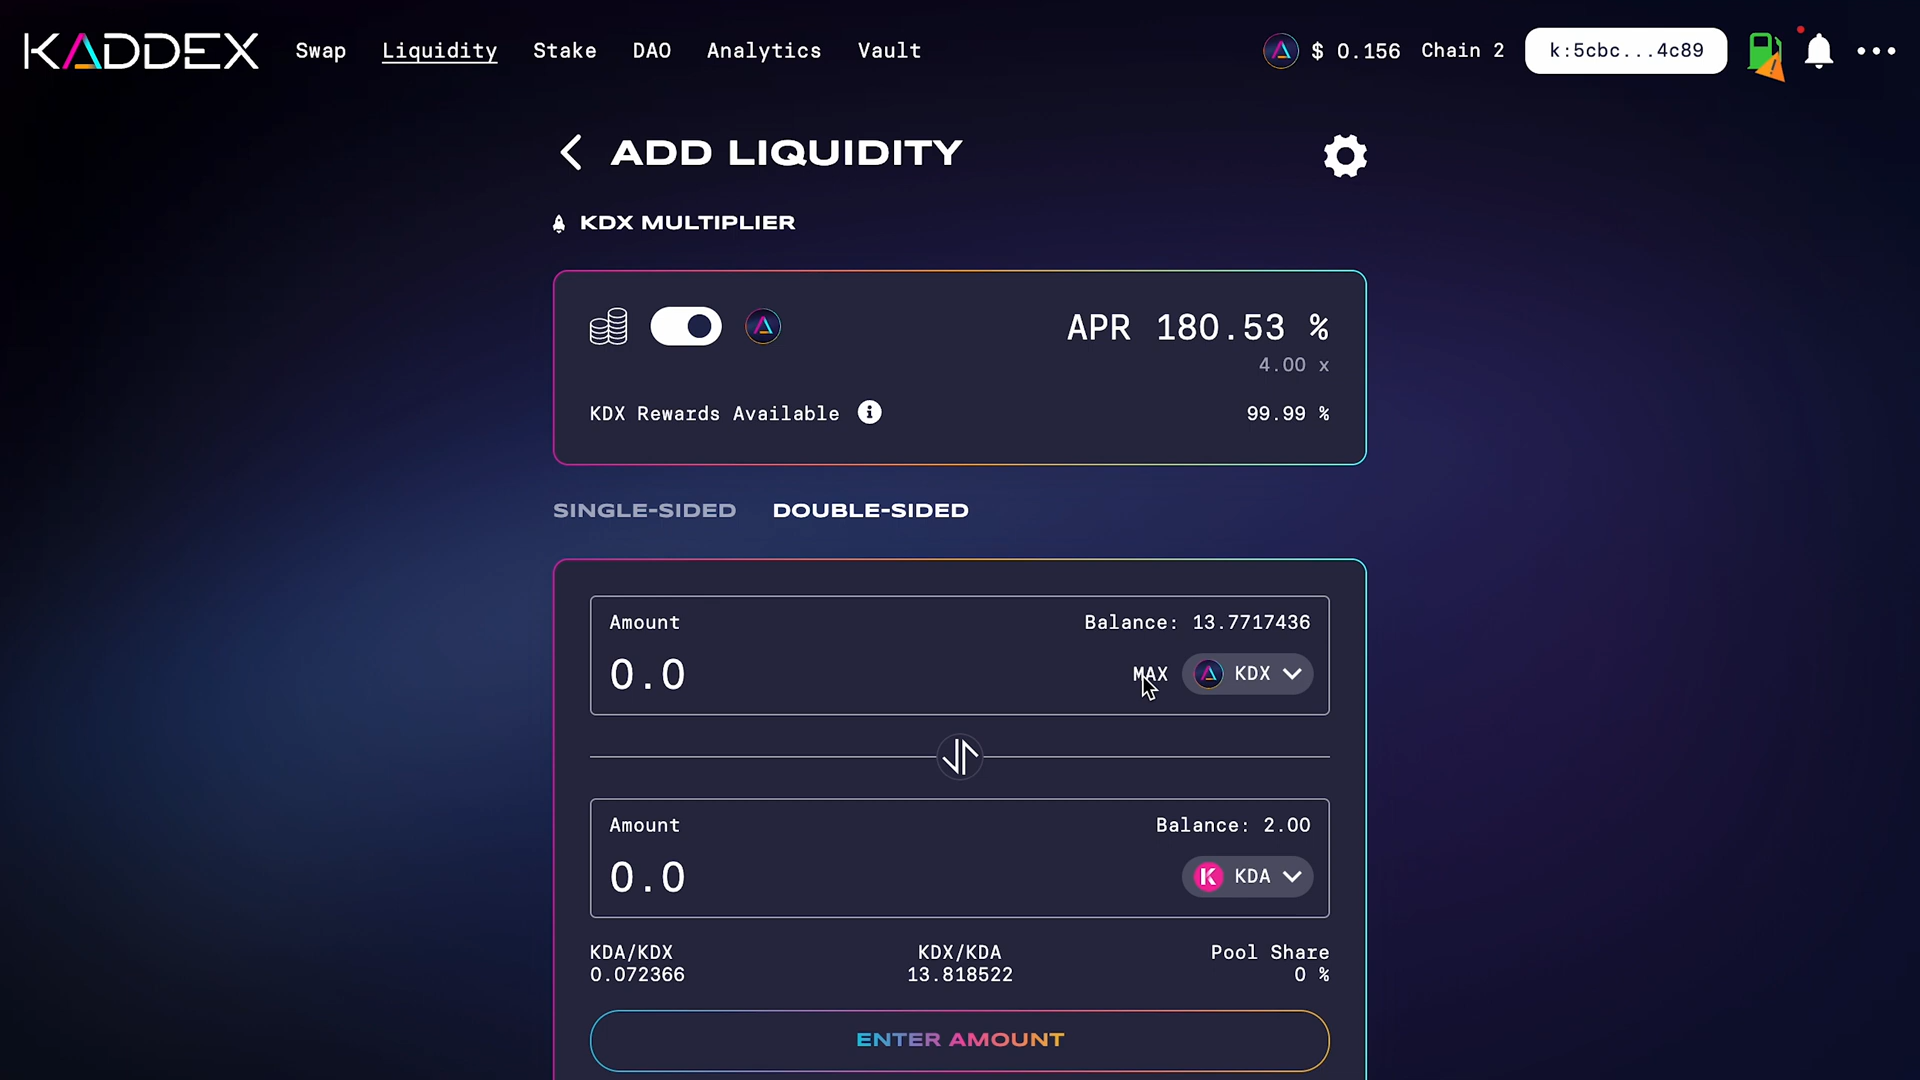 KADDEX Swap Liquidity Stake DAO Analytics Vault $ 0.156 Chain 2 k:5cbc...4c89
ADD LIQUIDITY
KDX MULTIPLIER
APR 180.53 %
4.00 x
KDX Rewards Available 99.99 %
SINGLE-SIDED DOUBLE-SIDED
Amount Balance: 13.7717436
0.0 MAX KDX
Amount Balance: 2.00
0.0 KDA
KDA/KDX KDX/KDA Pool Share
0.072366 13.818522 0 %
ENTER AMOUNT